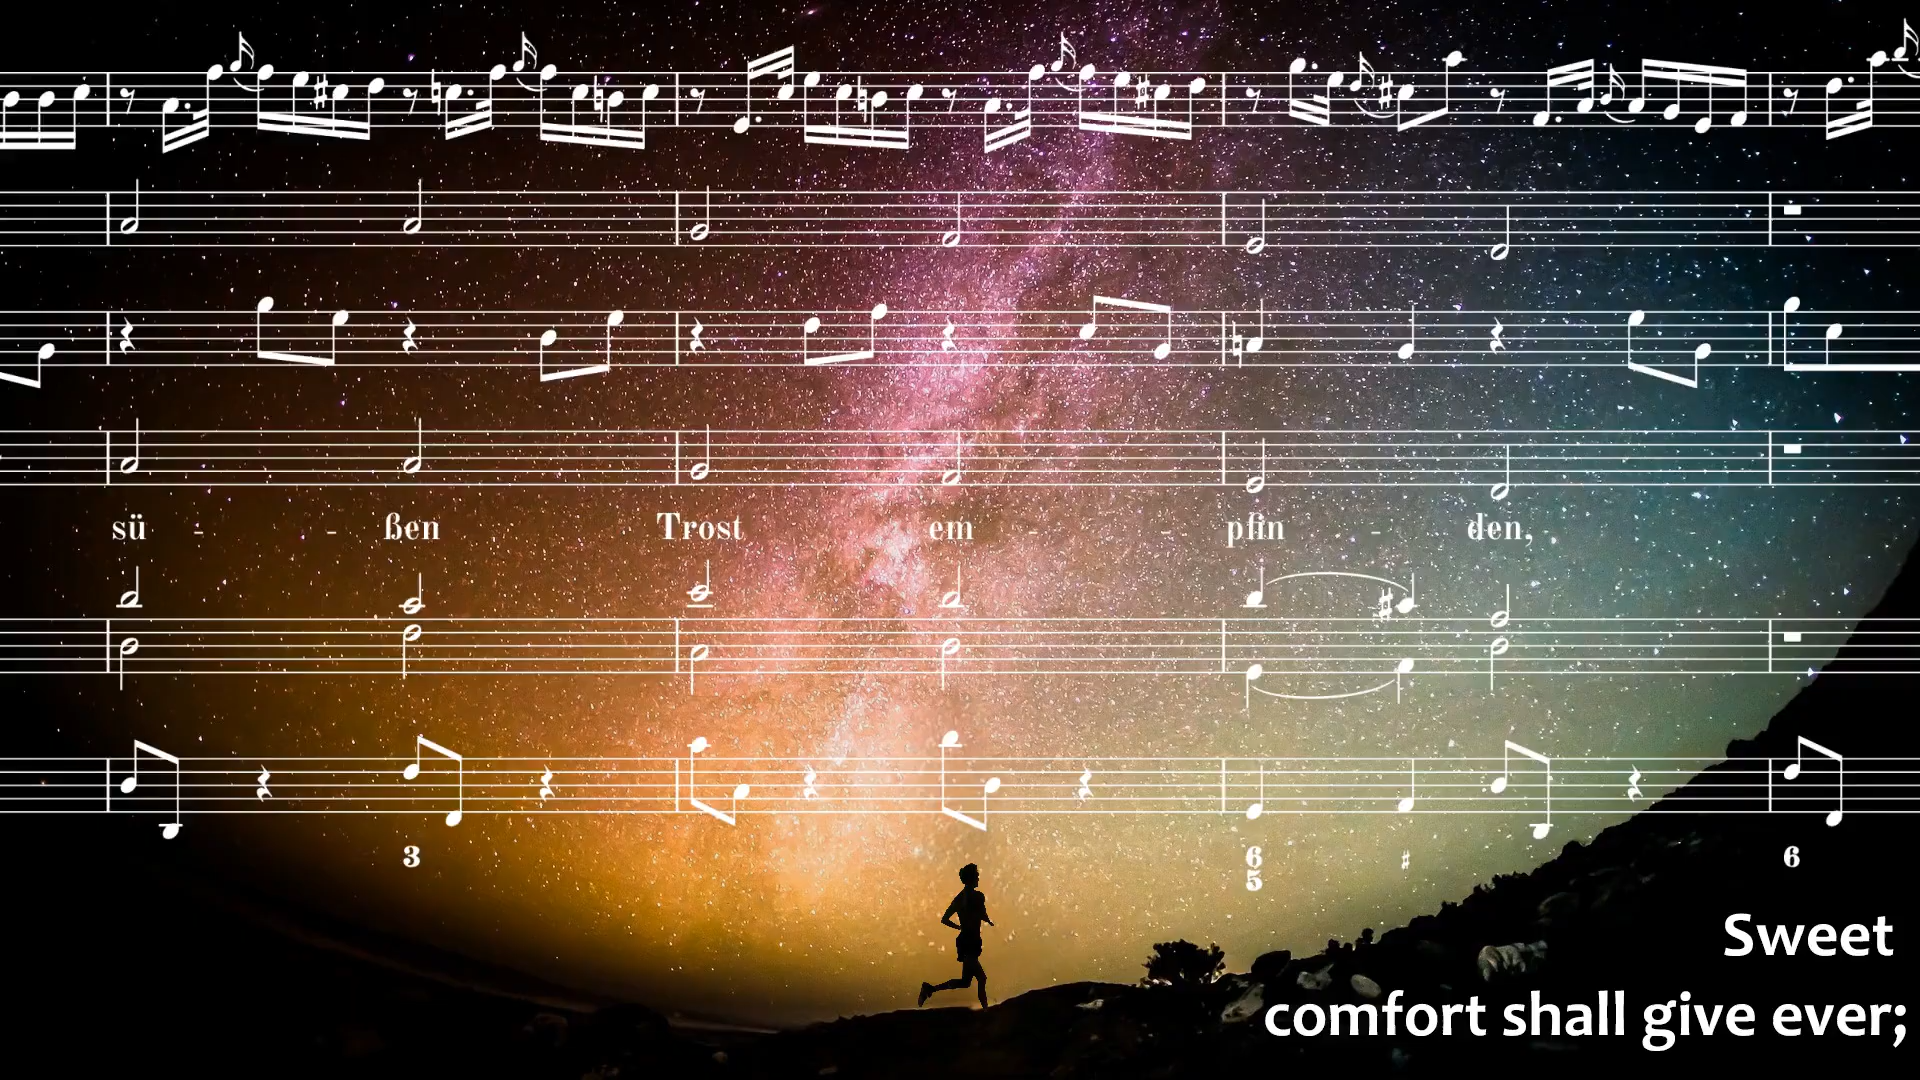 sü - - ßen Trost em - - pfin - den,
3 6 ♯ 6
5
Sweet
comfort shall give ever;